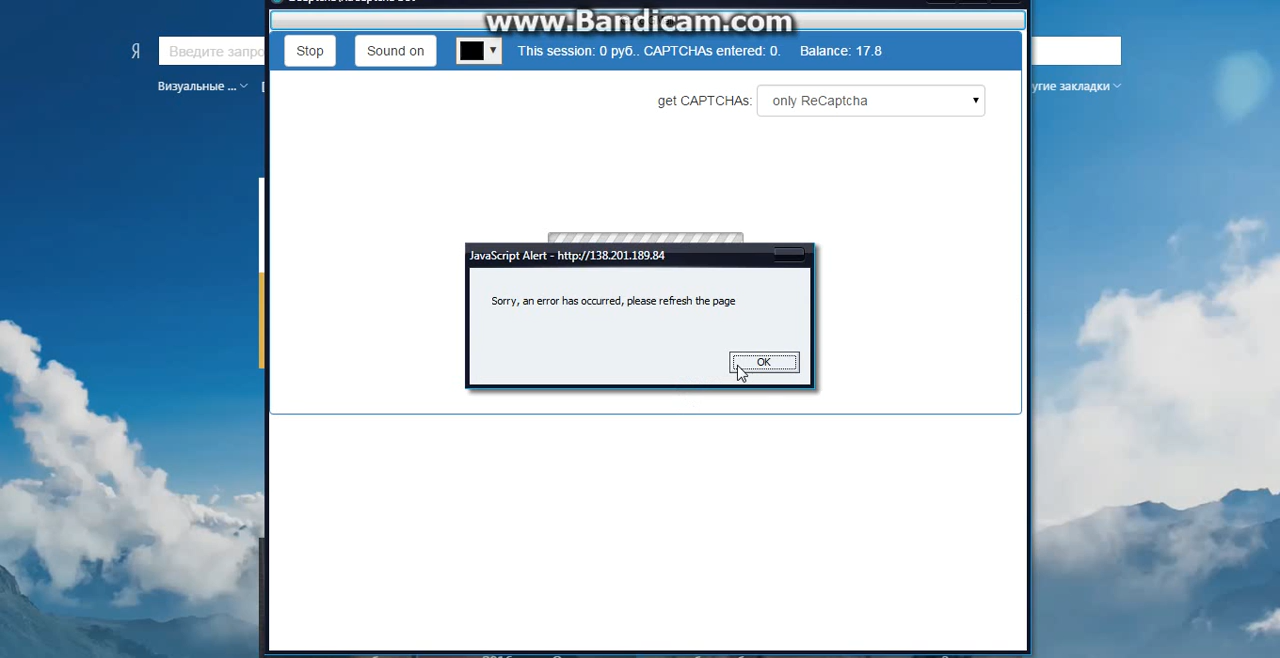 www.Bandicam.com
Я
Введите запро
Stop
Sound on
This session: 0 руб.. CAPTCHAs entered: 0. Balance: 17.8
Визуальные ...
get CAPTCHAs:
only ReCaptcha
JavaScript Alert - http://138.201.189.84
Sorry, an error has occurred, please refresh the page
OK